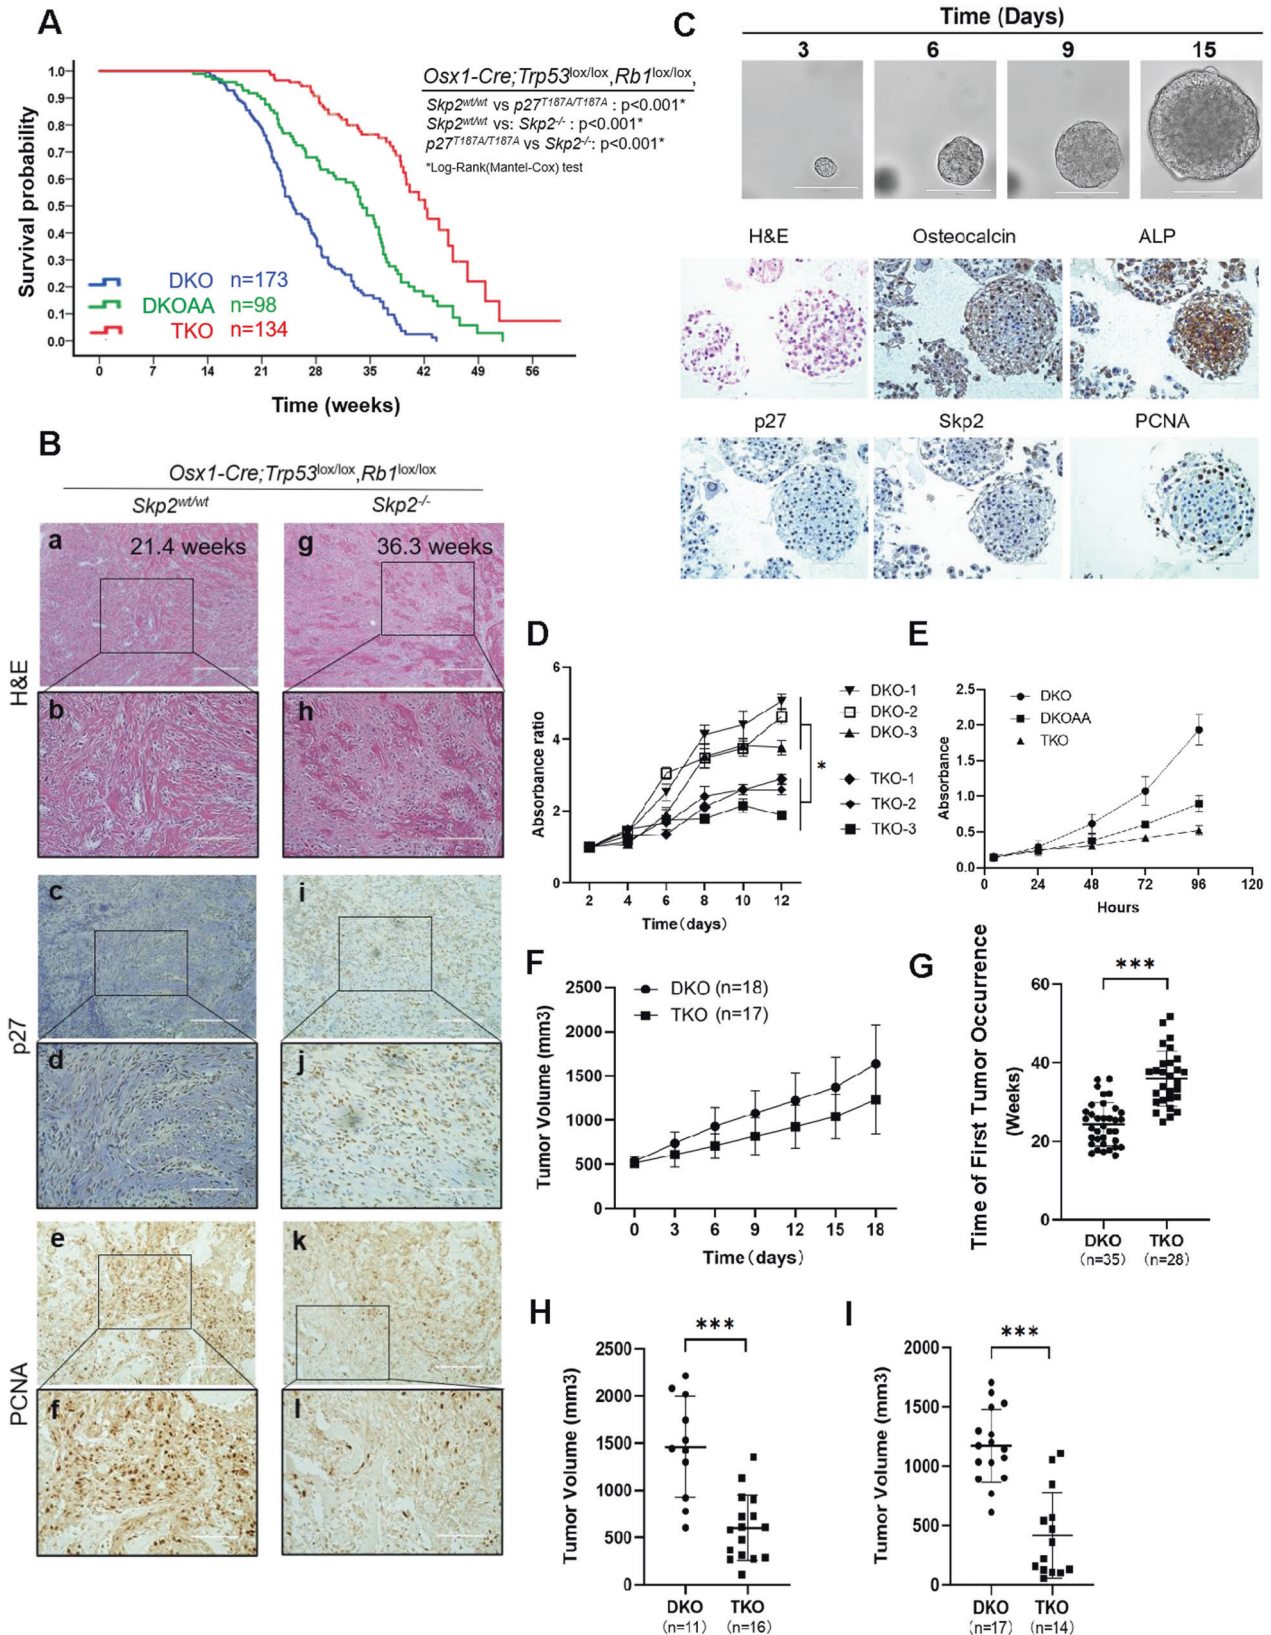 A
Survival probability
1.0
0.9
0.8
0.7
0.6
0.5
0.4
0.3
0.2
0.1
0.0
Osx1-Cre;Trp53lox/lox,Rb1lox/lox,
Skp2wt/wt vs p27T187A/T187A : p<0.001*
Skp2wt/wt vs: Skp2-/- : p<0.001*
p27T187A/T187A vs Skp2-/-: p<0.001*
*Log-Rank(Mantel-Cox) test
DKO n=173
DKOAA n=98
TKO n=134
0 7 14 21 28 35 42 49 56
Time (weeks)
B
Osx1-Cre;Trp53lox/lox,Rb1lox/lox
Skp2wt/wt
Skp2-/-
H&E
a
21.4 weeks
g
36.3 weeks
b
h
p27
c
i
d
j
PCNA
e
k
f
l
C
Time (Days)
3 6 9 15
H&E Osteocalcin ALP
p27 Skp2 PCNA
D
Absorbance ratio
6
4
2
0
2 4 6 8 10 12
Time(days)
DKO-1
DKO-2
DKO-3
TKO-1
TKO-2
TKO-3
*
E
Absorbance
2.5
2.0
1.5
1.0
0.5
0.0
DKO
DKOAA
TKO
0 24 48 72 96 120
Hours
F
Tumor Volume (mm3)
2500
2000
1500
1000
500
0
DKO (n=18)
TKO (n=17)
0 3 6 9 12 15 18
Time(days)
G
Time of First Tumor Occurrence
(Weeks)
60
40
20
0
***
DKO TKO
(n=35) (n=28)
H
Tumor Volume (mm3)
2500
2000
1500
1000
500
0
***
DKO TKO
(n=11) (n=16)
I
Tumor Volume (mm3)
2000
1500
1000
500
0
***
DKO TKO
(n=17) (n=14)